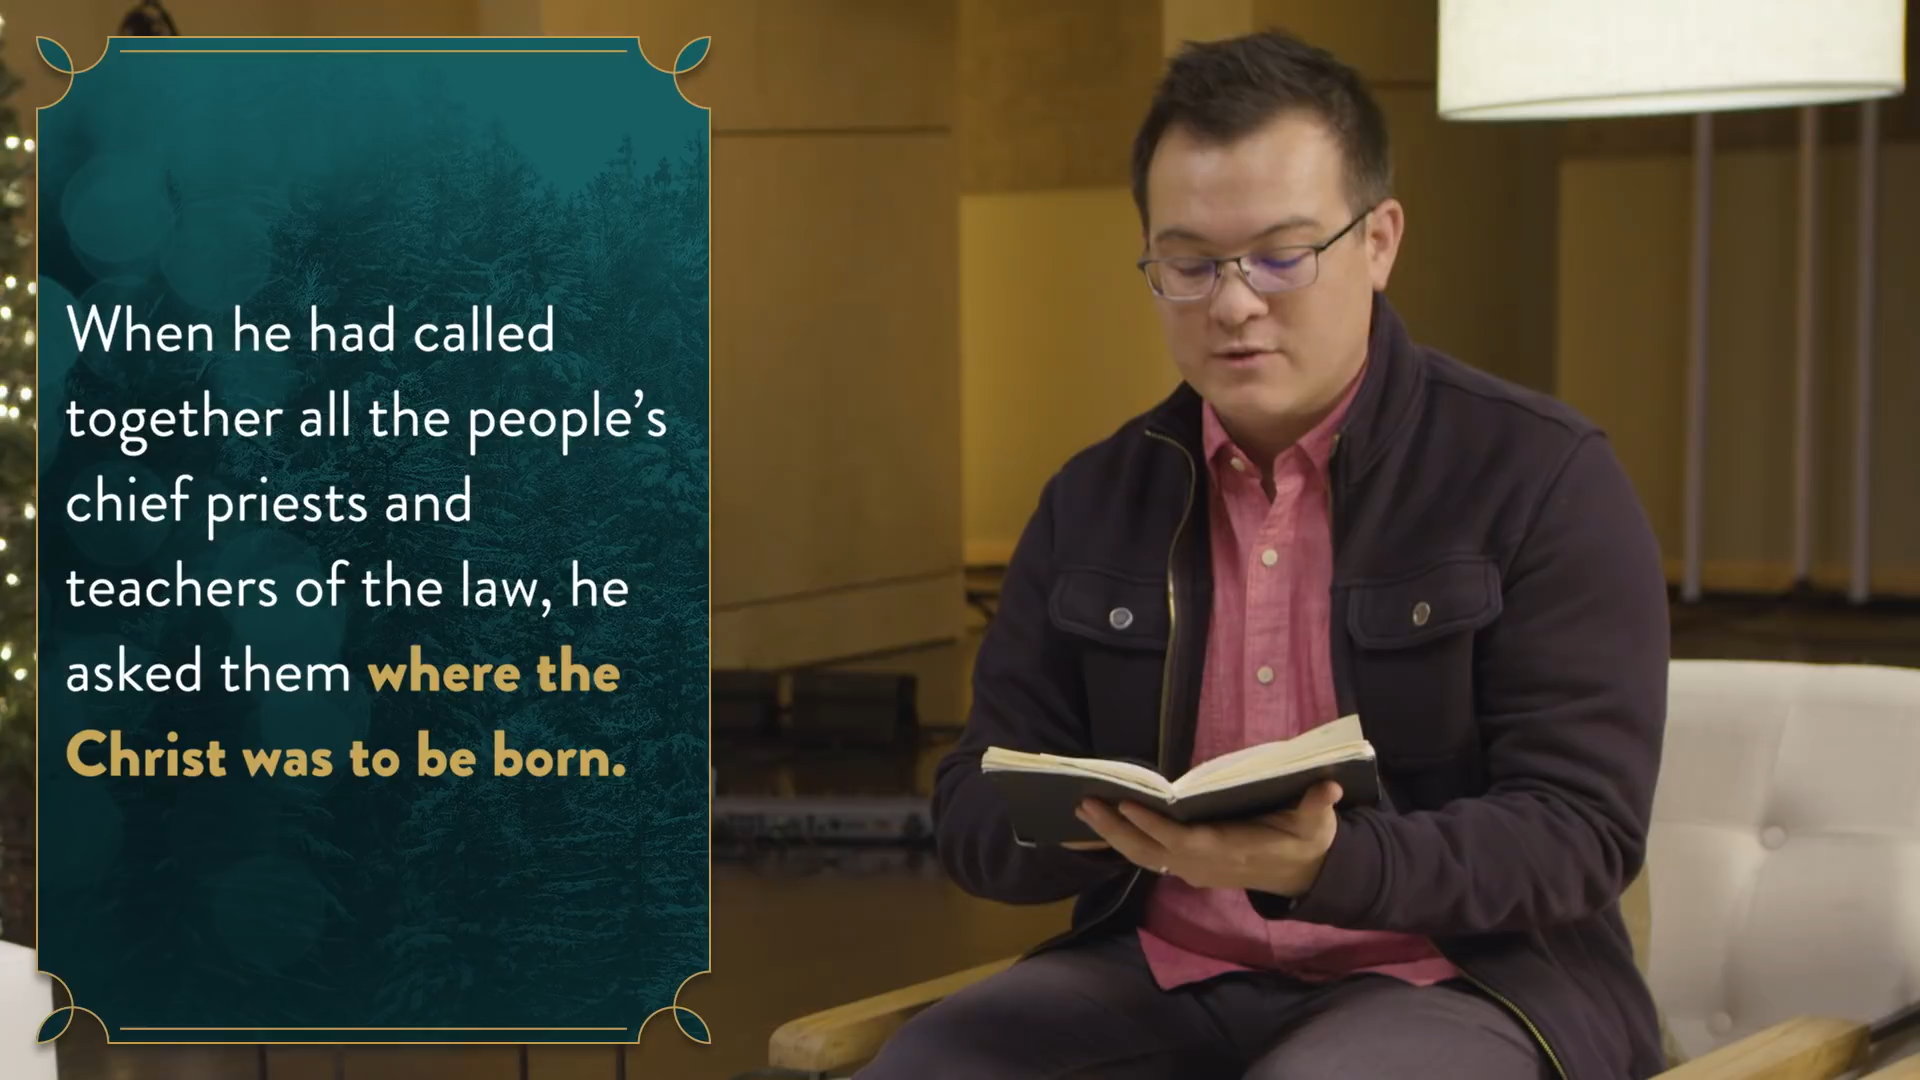 When he had called
together all the people’s
chief priests and
teachers of the law, he
asked them where the
Christ was to be born.